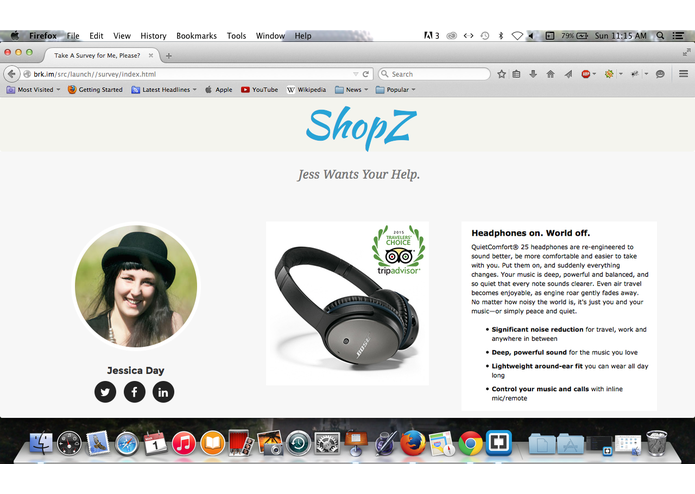 Firefox File Edit View History Bookmarks Tools Window Help 3 79% Sun 11:15 AM
Take A Survey for Me, Please?
brk.im/src/launch//survey/index.html
Search
ABP
Most Visited Getting Started Latest Headlines Apple YouTube Wikipedia News Popular
ShopZ
Jess Wants Your Help.
Jessica Day
2015
TRAVELERS'
CHOICE
tripadvisor®
BOSE
Headphones on. World off.
QuietComfort® 25 headphones are re-engineered to
sound better, be more comfortable and easier to take
with you. Put them on, and suddenly everything
changes. Your music is deep, powerful and balanced, and
so quiet that every note sounds clearer. Even air travel
becomes enjoyable, as engine roar gently fades away.
No matter how noisy the world is, it's just you and your
music—or simply peace and quiet.
• Significant noise reduction for travel, work and
anywhere in between
• Deep, powerful sound for the music you love
• Lightweight around-ear fit you can wear all day
long
• Control your music and calls with inline
mic/remote
1